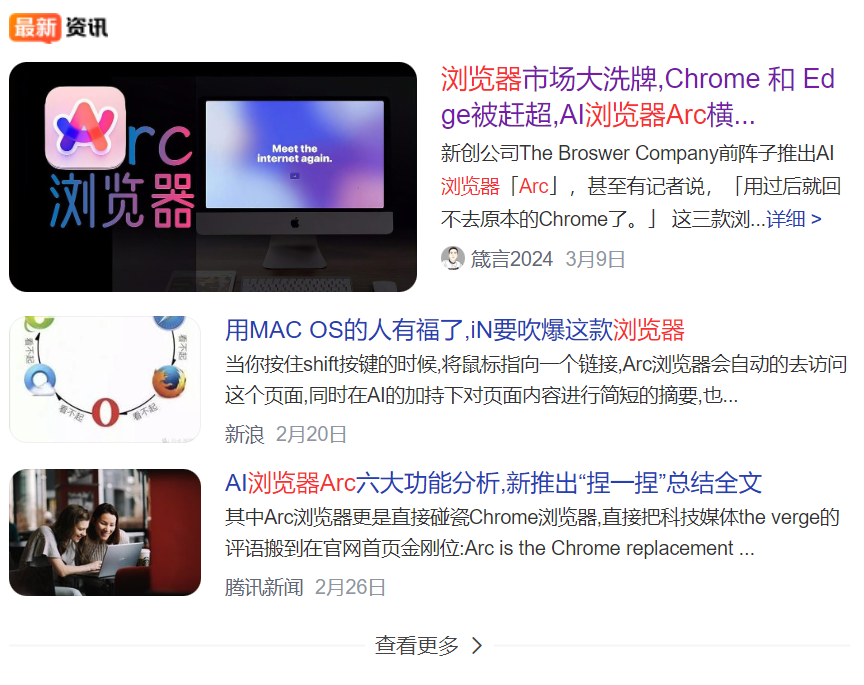 最新 资讯
Arc
浏览器
Meet the
internet again.
浏览器市场大洗牌,Chrome 和 Ed
ge被赶超,AI浏览器Arc横...
新创公司The Broswer Company前阵子推出AI
浏览器「Arc」，甚至有记者说，「用过后就回
不去原本的Chrome了。」 这三款浏...详细 >
箴言2024 3月9日
看不起
看不起
看不起
看不起
用MAC OS的人有福了,iN要吹爆这款浏览器
当你按住shift按键的时候,将鼠标指向一个链接,Arc浏览器会自动的去访问
这个页面,同时在AI的加持下对页面内容进行简短的摘要,也...
新浪 2月20日
AI浏览器Arc六大功能分析,新推出“捏一捏”总结全文
其中Arc浏览器更是直接碰瓷Chrome浏览器,直接把科技媒体the verge的
评语搬到在官网首页金刚位:Arc is the Chrome replacement ...
腾讯新闻 2月26日
查看更多 >